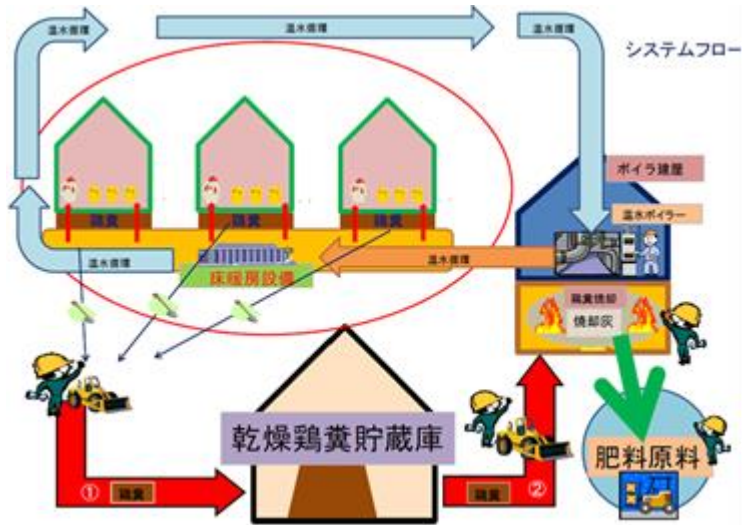 温水循環
温水循環
温水循環
システムフロー
ボイラ建屋
温水ボイラー
鶏糞
鶏糞
鶏糞
温水循環
温水循環
床暖房設備
鶏糞焼却
焼却灰
乾燥鶏糞貯蔵庫
肥料原料
① 鶏糞
鶏糞 ②